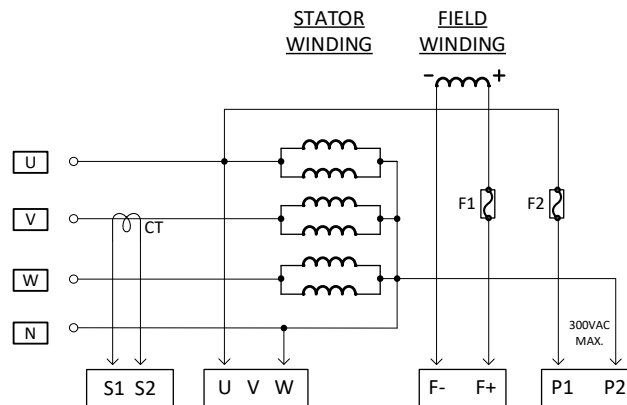 STATOR WINDING
FIELD WINDING
- +
U
V
CT
F1
F2
W
N
300VAC MAX.
S1 S2
U V W
F- F+
P1 P2